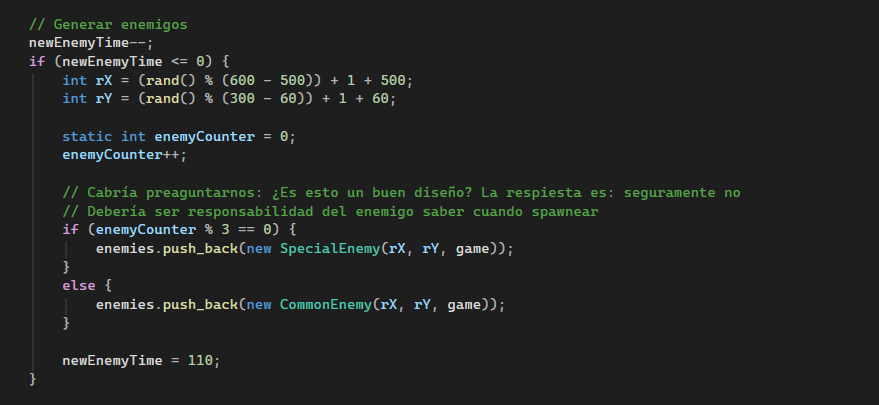 // Generar enemigos
newEnemyTime--;
if (newEnemyTime <= 0) {
    int rX = (rand() % (600 - 500)) + 1 + 500;
    int rY = (rand() % (300 - 60)) + 1 + 60;

    static int enemyCounter = 0;
    enemyCounter++;

    // Cabría preaguntarnos: ¿Es esto un buen diseño? La respiesta es: seguramente no
    // Debería ser responsabilidad del enemigo saber cuando spawnear
    if (enemyCounter % 3 == 0) {
        enemies.push_back(new SpecialEnemy(rX, rY, game));
    }
    else {
        enemies.push_back(new CommonEnemy(rX, rY, game));
    }

    newEnemyTime = 110;
}